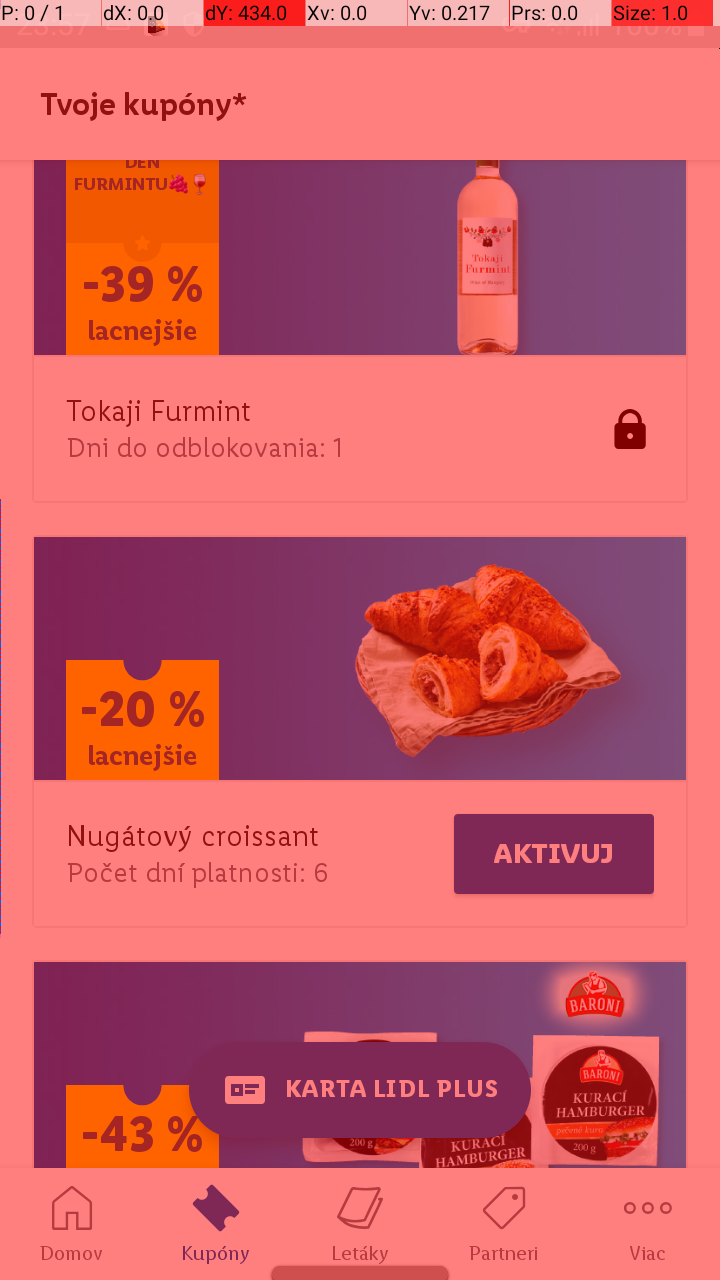 P: 0 / 1 dX: 0.0 dY: 434.0 Xv: 0.0 Yv: 0.217 Prs: 0.0 Size: 1.0
23:57 100%
Tvoje kupóny*
DEŇ
FURMINTU🍇🍷
-39 %
lacnejšie
Tokaji
Furmint
Tokaji Furmint
Dni do odblokovania: 1
-20 %
lacnejšie
Nugátový croissant
Počet dní platnosti: 6
AKTIVUJ
BARONI
BARONI
KURACÍ
HAMBURGER
pečené kura
200 g
-43 %
KARTA LIDL PLUS
200 g
KURACÍ
HAMBURGER
Domov
Kupóny
Letáky
Partneri
Viac